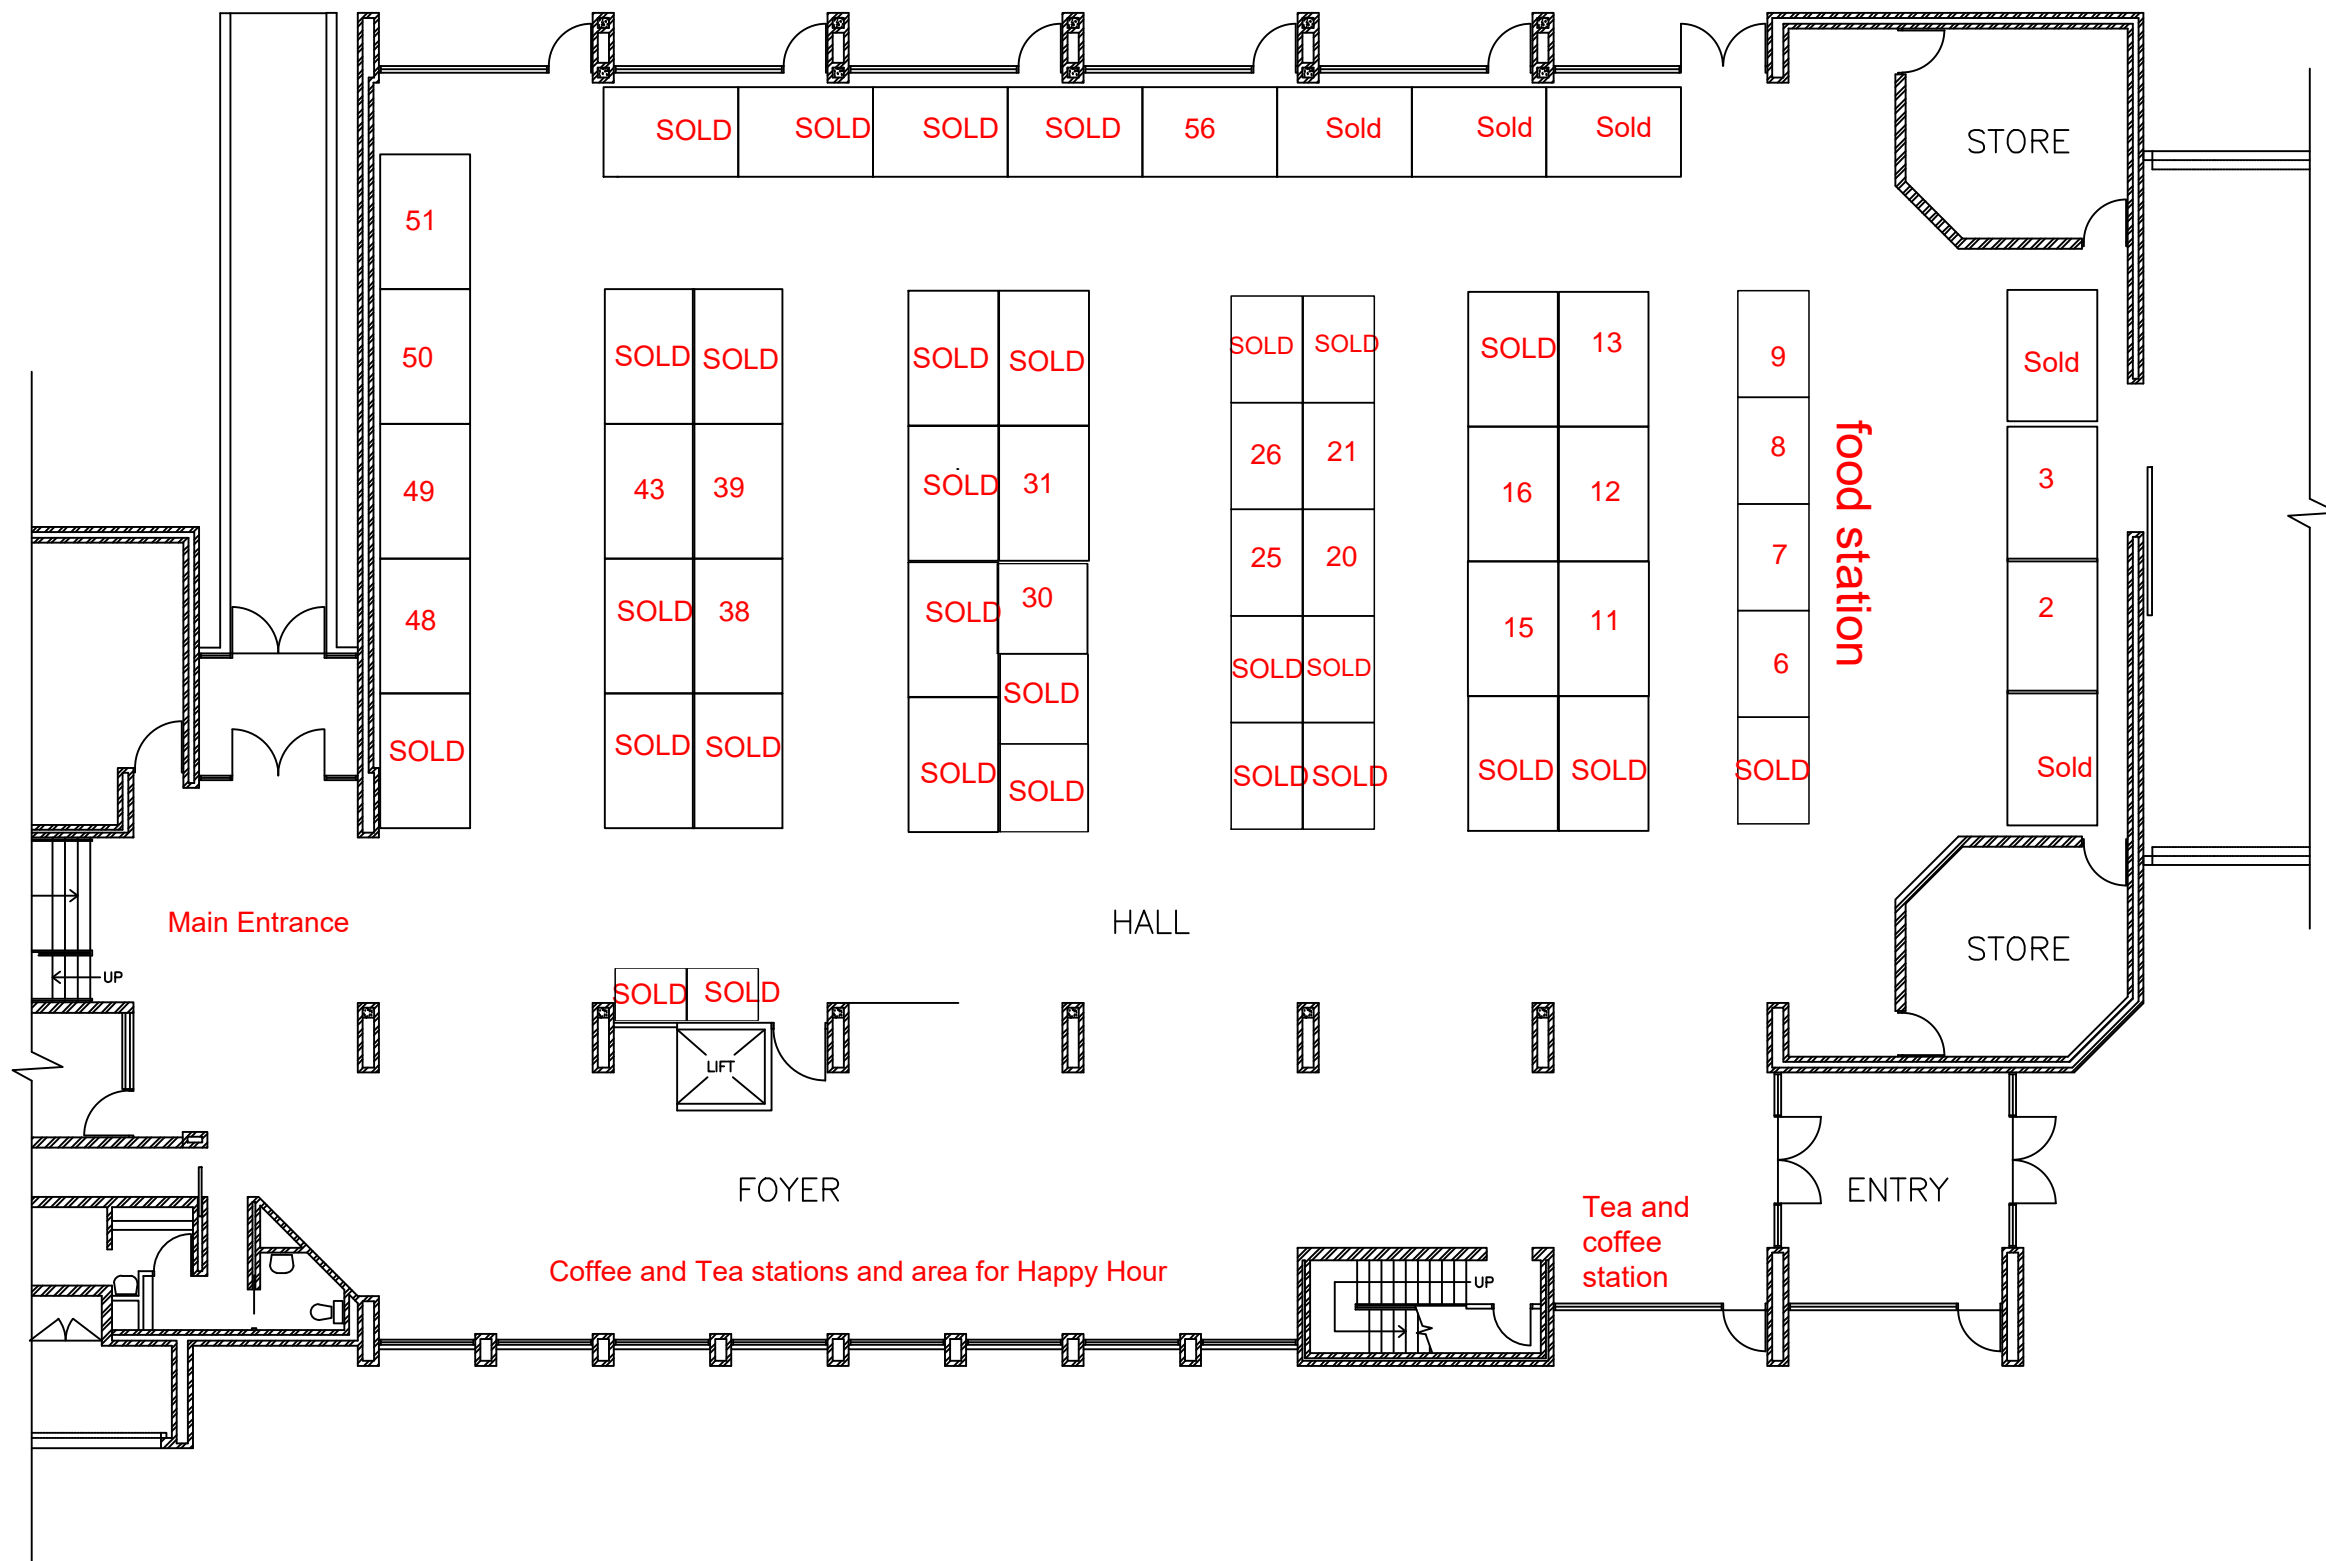 SOLD
SOLD
SOLD
SOLD
56
Sold
Sold
Sold
STORE
51
50
49
48
SOLD
SOLD
SOLD
43
39
SOLD
38
SOLD
SOLD
SOLD
SOLD
SOLD
31
SOLD
30
SOLD
SOLD
SOLD
SOLD
SOLD
26
21
25
20
SOLD
SOLD
SOLD
SOLD
SOLD
13
16
12
15
11
SOLD
SOLD
9
8
7
6
SOLD
food station
Sold
3
2
Sold
Main Entrance
HALL
STORE
UP
SOLD
SOLD
LIFT
FOYER
ENTRY
Tea and
coffee
station
Coffee and Tea stations and area for Happy Hour
UP